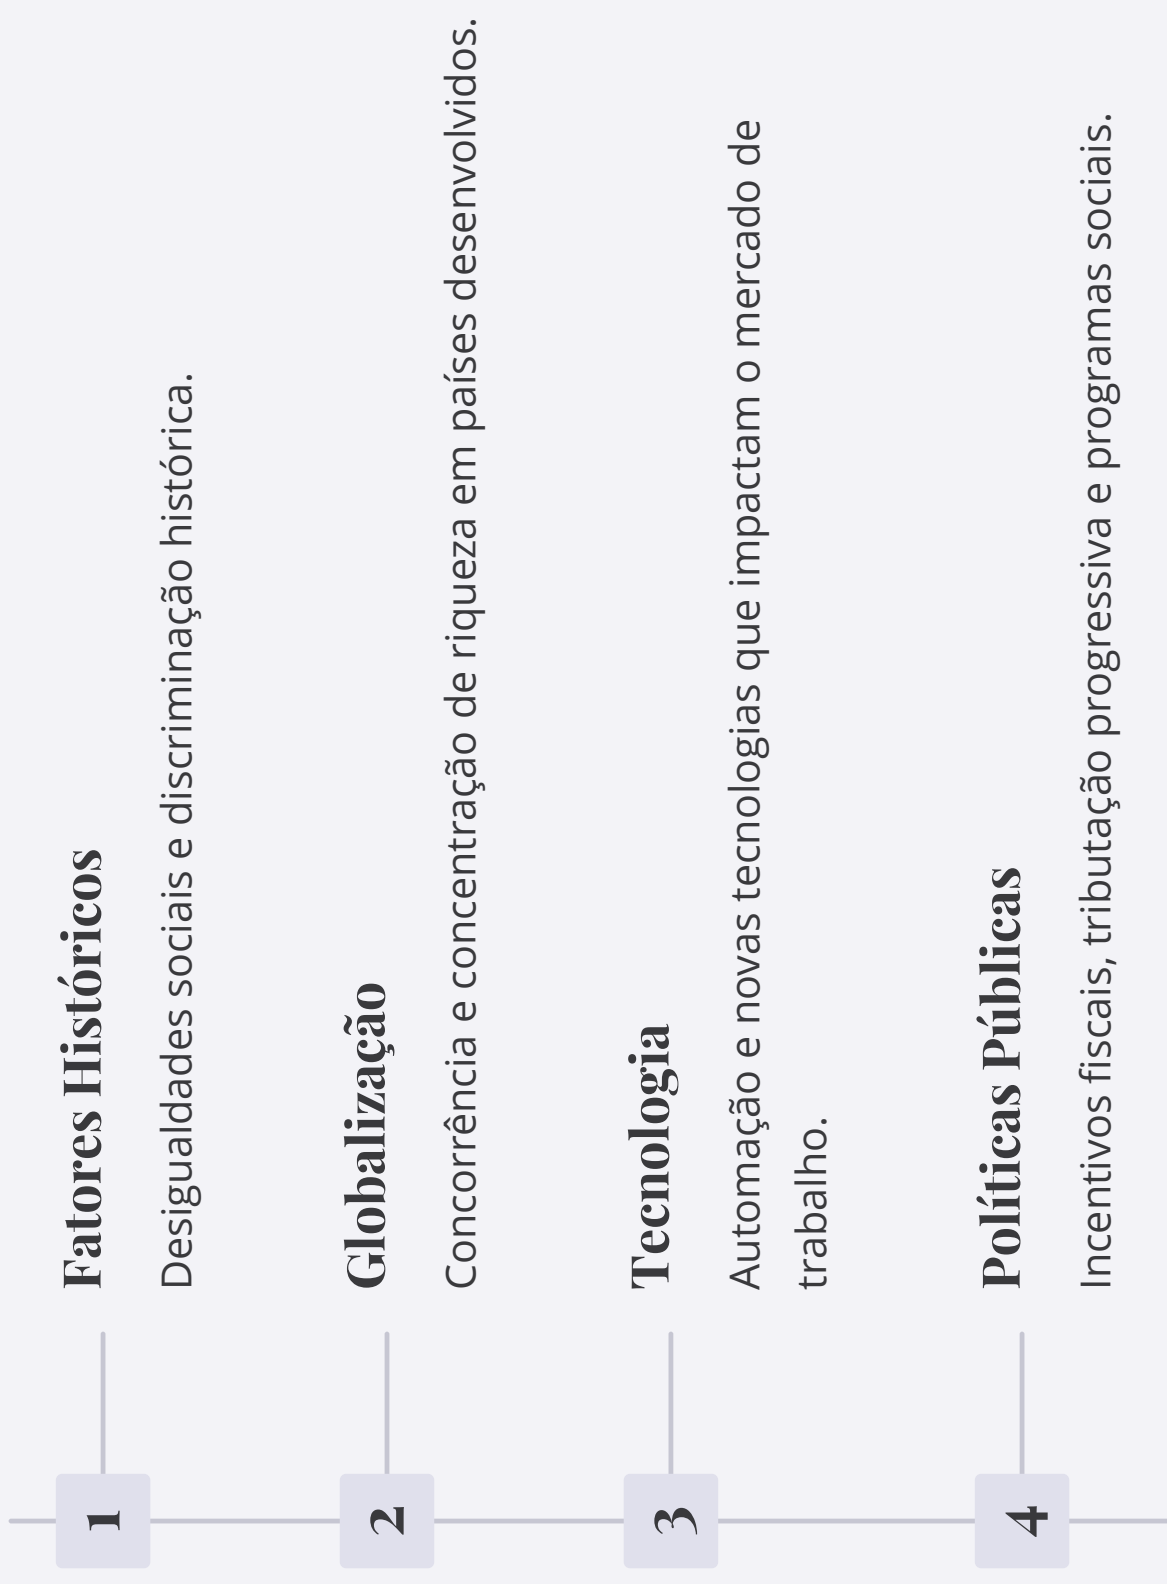 1
Fatores Históricos
Desigualdades sociais e discriminação histórica.
2
Globalização
Concorrência e concentração de riqueza em países desenvolvidos.
3
Tecnologia
Automação e novas tecnologias que impactam o mercado de
trabalho.
4
Políticas Públicas
Incentivos fiscais, tributação progressiva e programas sociais.